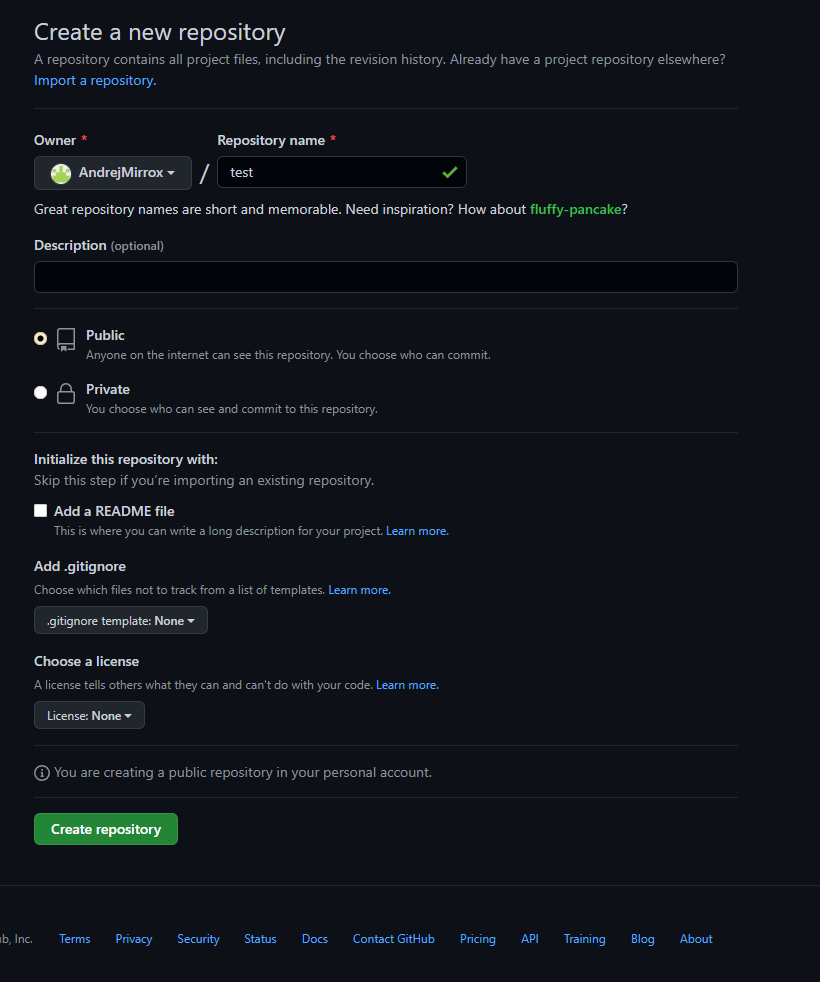 Create a new repository
A repository contains all project files, including the revision history. Already have a project repository elsewhere?
Import a repository.
Owner * Repository name *
AndrejMirrox / test
Great repository names are short and memorable. Need inspiration? How about fluffy-pancake?
Description (optional)
Public
Anyone on the internet can see this repository. You choose who can commit.
Private
You choose who can see and commit to this repository.
Initialize this repository with:
Skip this step if you’re importing an existing repository.
Add a README file
This is where you can write a long description for your project. Learn more.
Add .gitignore
Choose which files not to track from a list of templates. Learn more.
.gitignore template: None
Choose a license
A license tells others what they can and can't do with your code. Learn more.
License: None
You are creating a public repository in your personal account.
Create repository
b, Inc. Terms Privacy Security Status Docs Contact GitHub Pricing API Training Blog About